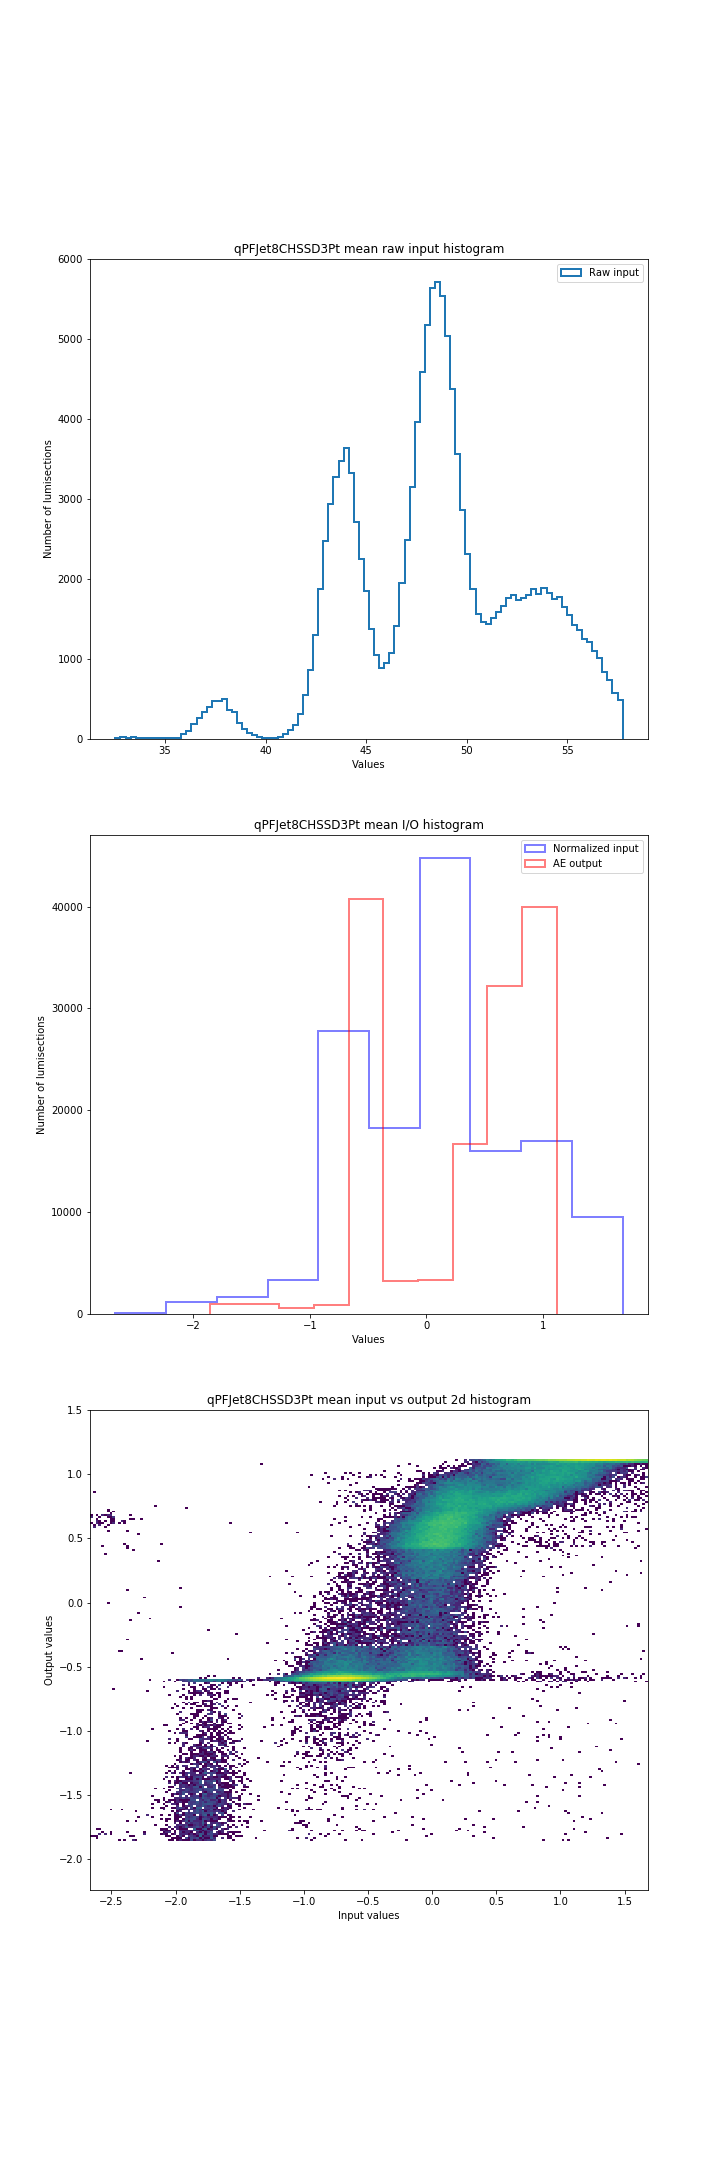 qPFJet8CHSSD3Pt mean raw input histogram
Raw input
6000
5000
4000
3000
2000
1000
0
Number of lumisections
35 40 45 50 55
Values
qPFJet8CHSSD3Pt mean I/O histogram
Normalized input
AE output
40000
30000
20000
10000
0
Number of lumisections
−2 −1 0 1
Values
qPFJet8CHSSD3Pt mean input vs output 2d histogram
1.5
1.0
0.5
0.0
−0.5
−1.0
−1.5
−2.0
Output values
−2.5 −2.0 −1.5 −1.0 −0.5 0.0 0.5 1.0 1.5
Input values